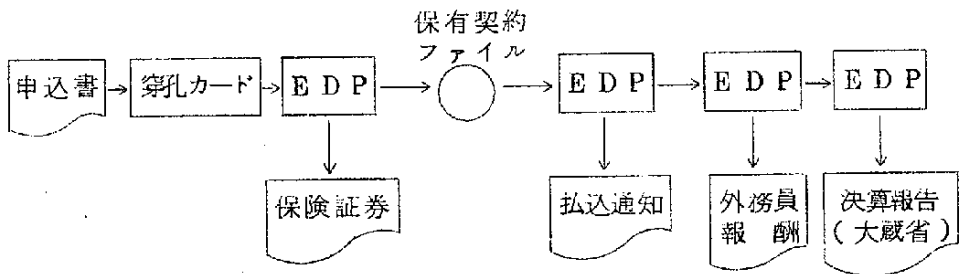 保有契約
ファイル
申込書
穿孔カード
EDP
EDP
EDP
EDP
保険証券
払込通知
外務員
報酬
決算報告
(大蔵省)